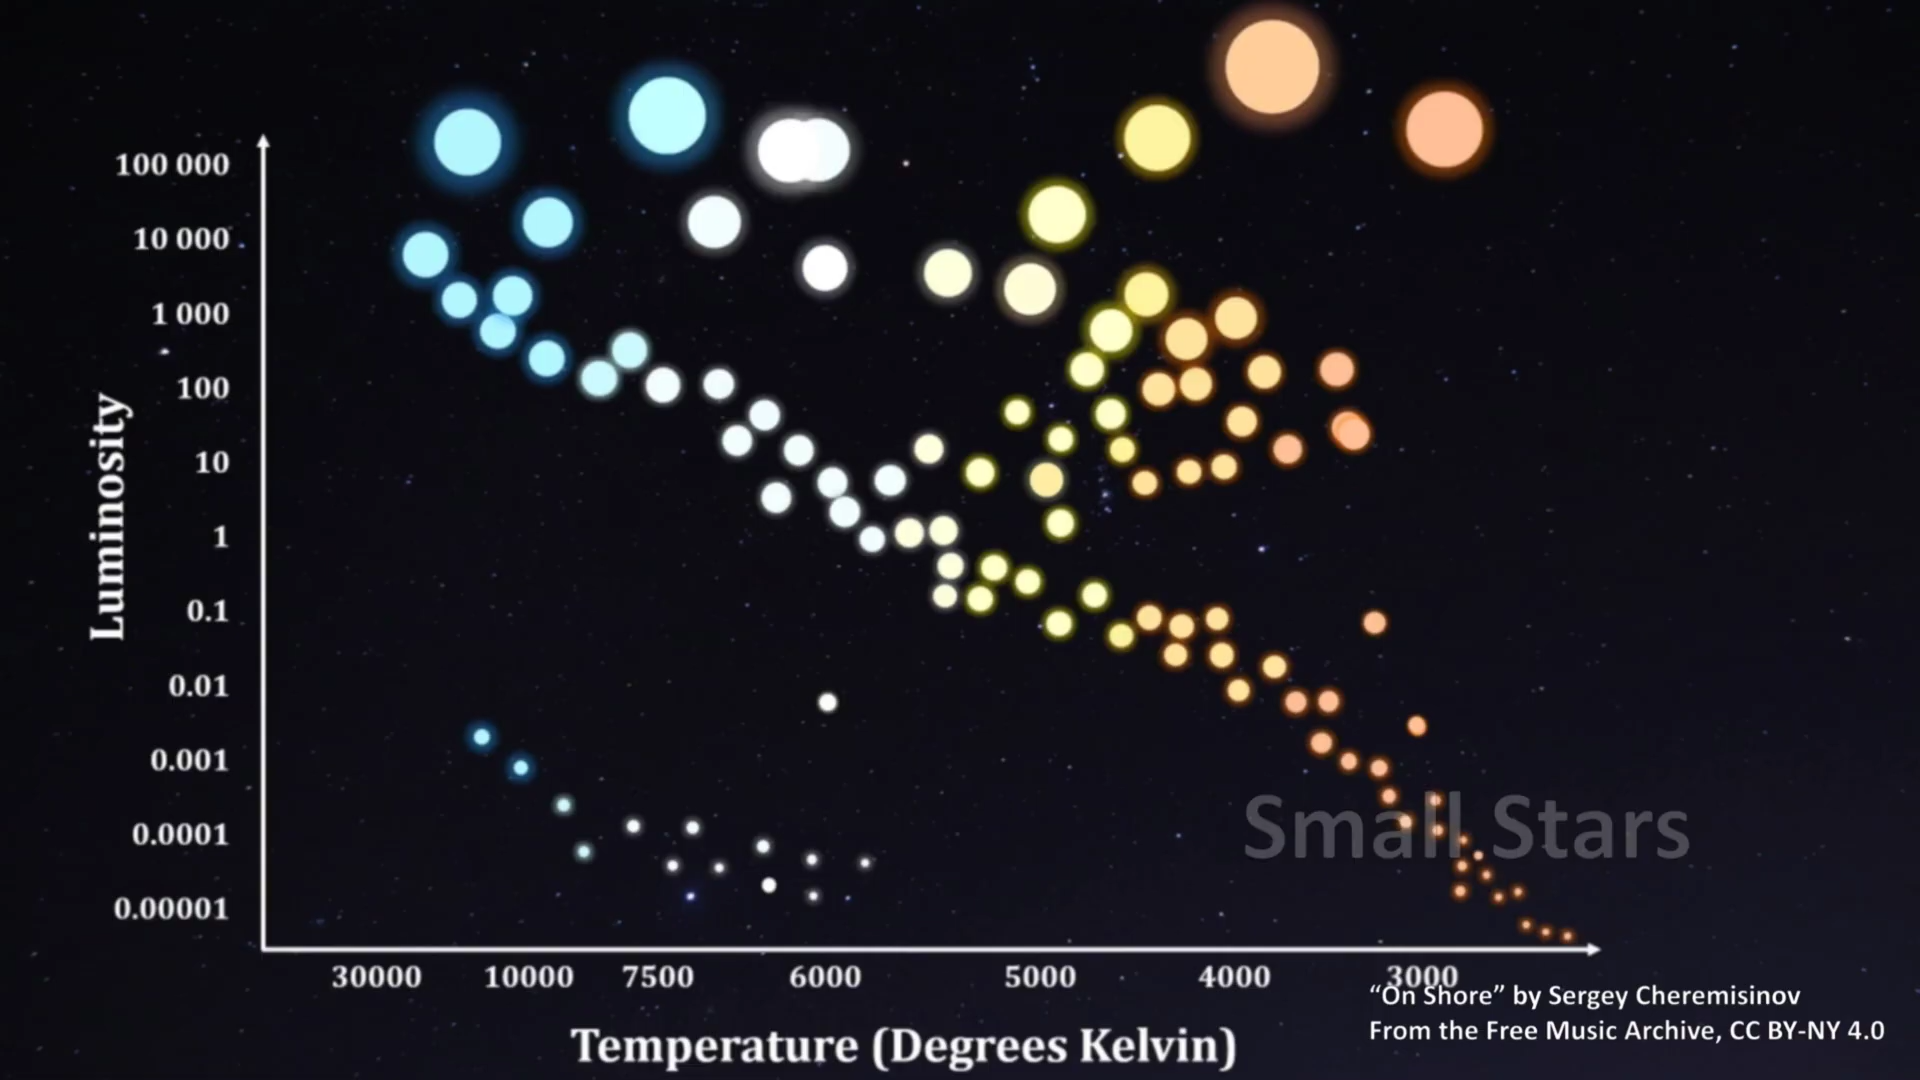 100 000
10 000
1 000
100
10
1
0.1
0.01
0.001
0.0001
0.00001
Luminosity
Small Stars
30000 10000 7500 6000 5000 4000 3000
Temperature (Degrees Kelvin)
“On Shore” by Sergey Cheremisinov
From the Free Music Archive, CC BY-NY 4.0